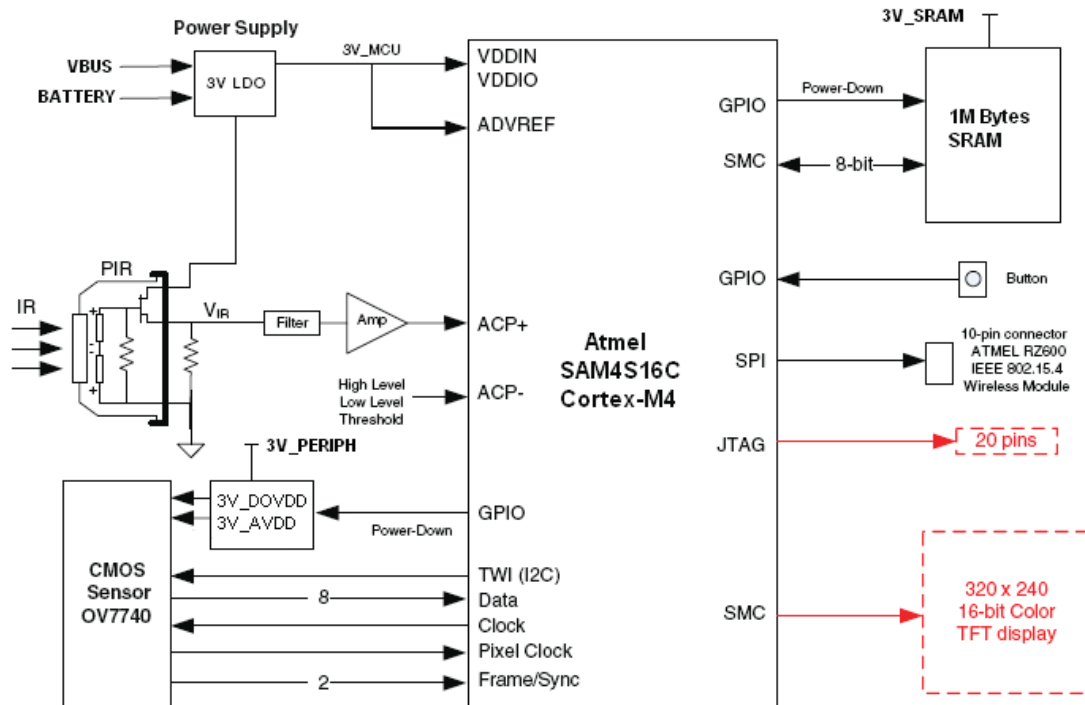 3V_SRAM
Power Supply
VBUS
BATTERY
3V LDO
3V_MCU
VDDIN
VDDIO
ADVREF
GPIO
Power-Down
SMC
8-bit
1M Bytes
SRAM
PIR
IR
VIR
Filter
Amp
ACP+
High Level
Low Level
Threshold
ACP-
Atmel
SAM4S16C
Cortex-M4
GPIO
Button
SPI
10-pin connector
ATMEL RZ600
IEEE 802.15.4
Wireless Module
JTAG
20 pins
3V_PERIPH
3V_DOVDD
3V_AVDD
Power-Down
GPIO
CMOS
Sensor
OV7740
TWI (I2C)
8
Data
Clock
Pixel Clock
2
Frame/Sync
SMC
320 x 240
16-bit Color
TFT display